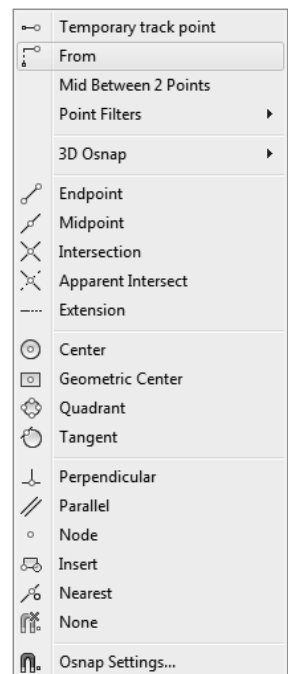 Temporary track point
From
Mid Between 2 Points
Point Filters
3D Osnap
Endpoint
Midpoint
Intersection
Apparent Intersect
Extension
Center
Geometric Center
Quadrant
Tangent
Perpendicular
Parallel
Node
Insert
Nearest
None
Osnap Settings...